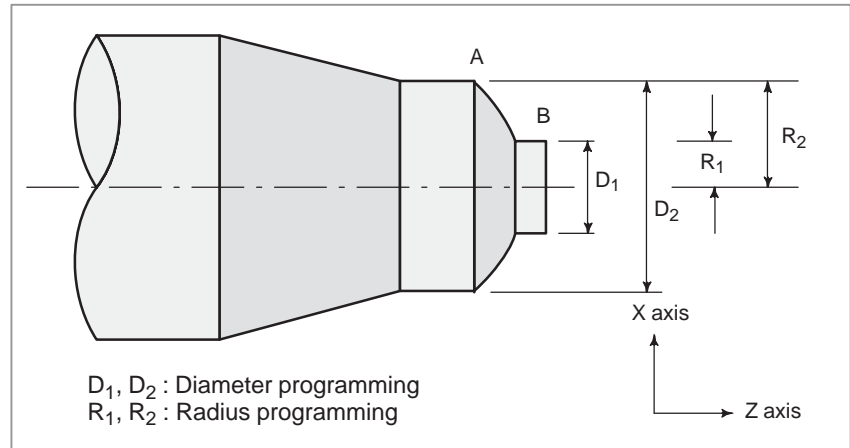 A
B
D₁
D₂
R₁
R₂
X axis
Z axis
D₁, D₂ : Diameter programming
R₁, R₂ : Radius programming